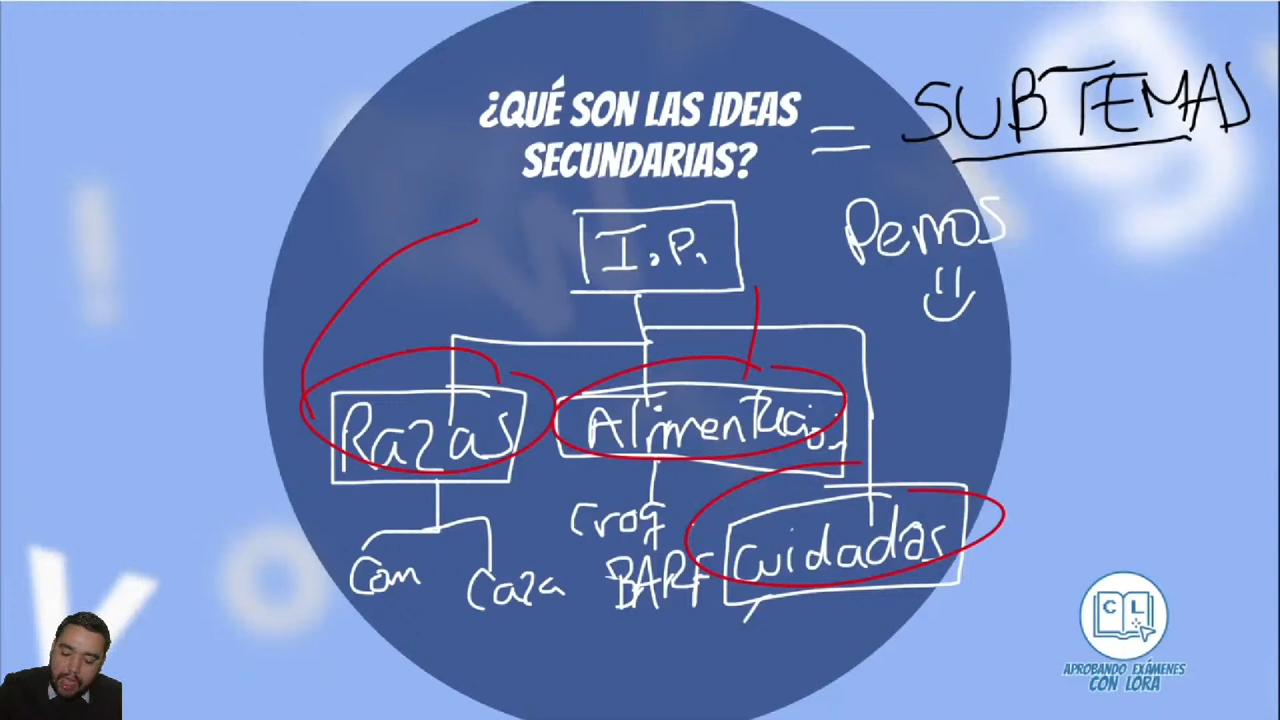 ¿QUÉ SON LAS IDEAS
SECUNDARIAS?
= SUBTEMAS
I.P.
Perros
Razas
Alimentación
Cuidados
Com
Caza
Croq
BARF
C L
APROBANDO EXÁMENES
CON LORA